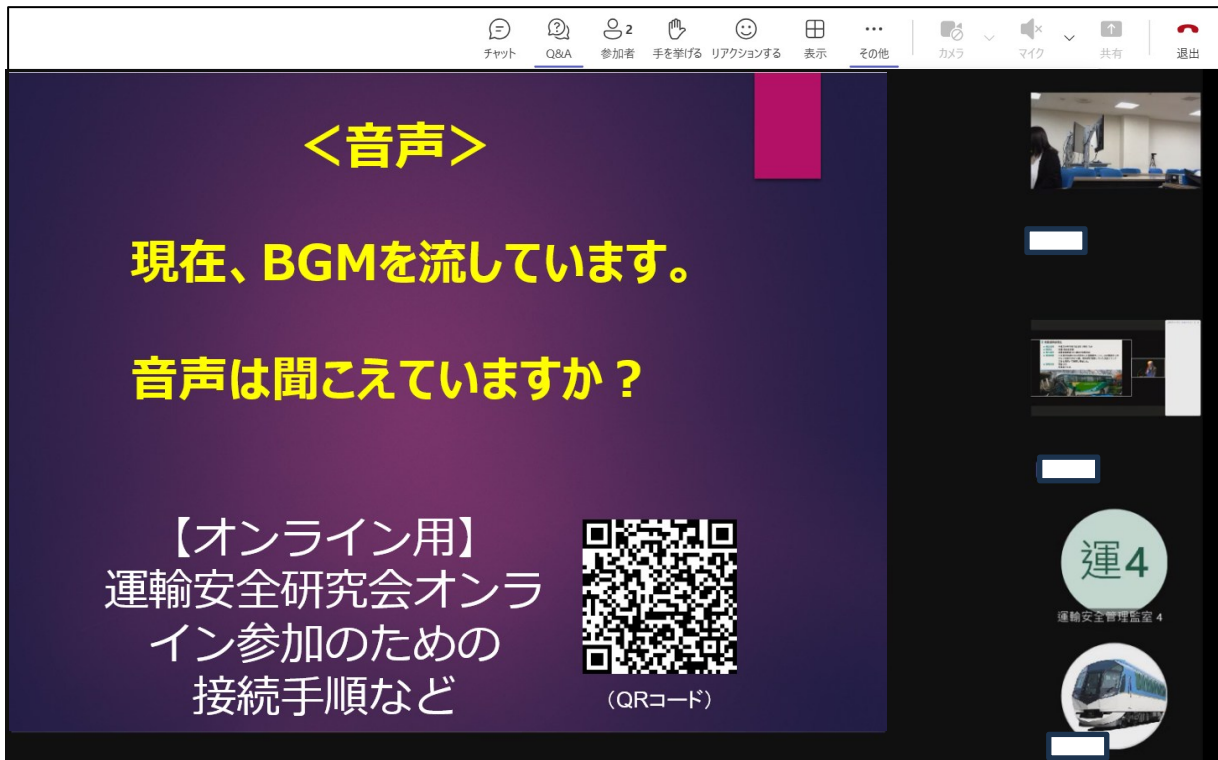 チャット
Q&A
2
参加者
手を挙げる
リアクションする
表示
その他
カメラ
マイク
共有
退出
＜音声＞
現在、BGMを流しています。
音声は聞こえていますか？
【オンライン用】
運輸安全研究会オンラ
イン参加のための
接続手順など
（QRコード）
運4
運輸安全管理監室 4